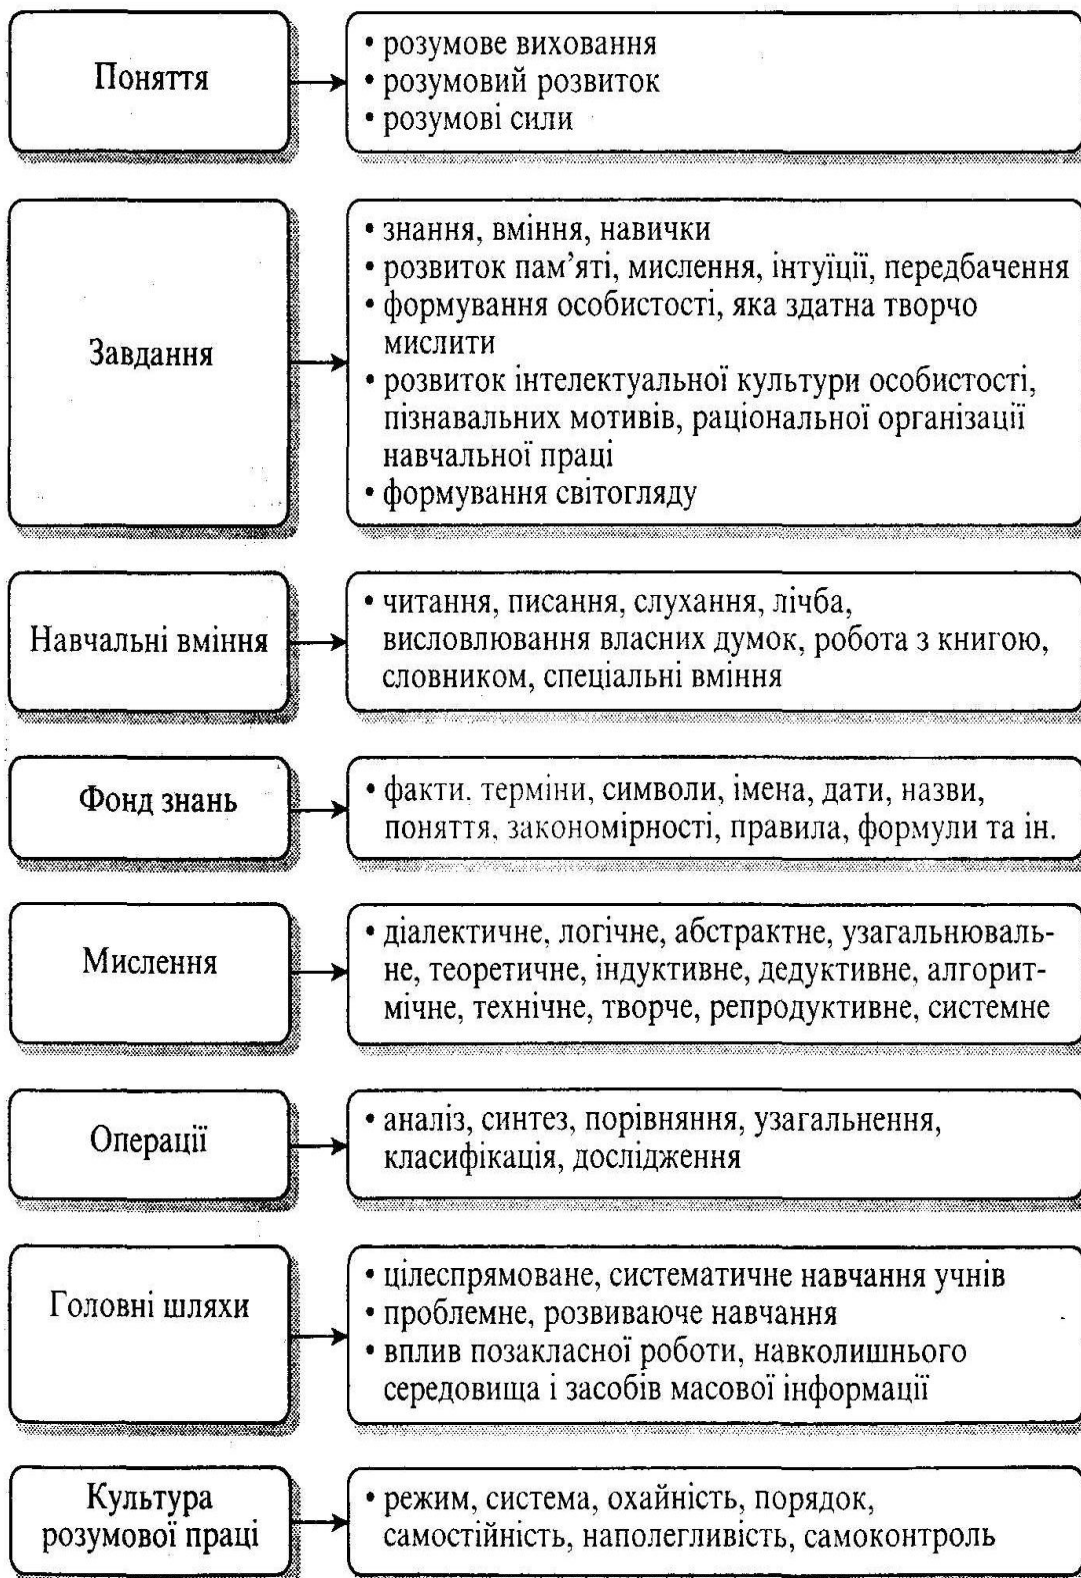 Поняття
• розумове виховання
• розумовий розвиток
• розумові сили
Завдання
• знання, вміння, навички
• розвиток пам’яті, мислення, інтуїції, передбачення
• формування особистості, яка здатна творчо
мислити
• розвиток інтелектуальної культури особистості,
пізнавальних мотивів, раціональної організації
навчальної праці
• формування світогляду
Навчальні вміння
• читання, писання, слухання, лічба,
висловлювання власних думок, робота з книгою,
словником, спеціальні вміння
Фонд знань
• факти, терміни, символи, імена, дати, назви,
поняття, закономірності, правила, формули та ін.
Мислення
• діалектичне, логічне, абстрактне, узагальнюваль-
не, теоретичне, індуктивне, дедуктивне, алгорит-
мічне, технічне, творче, репродуктивне, системне
Операції
• аналіз, синтез, порівняння, узагальнення,
класифікація, дослідження
Головні шляхи
• цілеспрямоване, систематичне навчання учнів
• проблемне, розвиваюче навчання
• вплив позакласної роботи, навколишнього
середовища і засобів масової інформації
Культура
розумової праці
• режим, система, охайність, порядок,
самостійність, наполегливість, самоконтроль